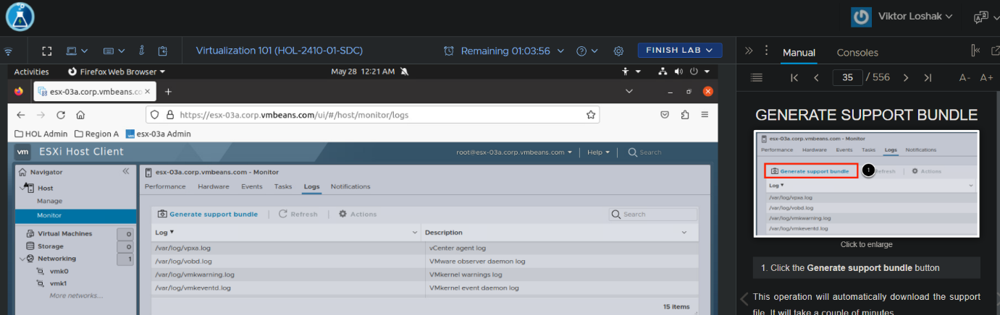 Viktor Loshak
Virtualization 101 (HOL-2410-01-SDC)
Remaining 01:03:56
FINISH LAB
Manual
Consoles
Activities
Firefox Web Browser
May 28 12:21 AM
35 / 556
A- A+
esx-03a.corp.vmbeans.co
https://esx-03a.corp.vmbeans.com/ui/#/host/monitor/logs
HOL Admin
Region A
esx-03a Admin
vm ESXi Host Client
root@esx-03a.corp.vmbeans.com
Help
Search
Navigator
Host
Manage
Monitor
Virtual Machines 0
Storage 0
Networking 1
vmk0
vmk1
More networks...
esx-03a.corp.vmbeans.com - Monitor
Performance Hardware Events Tasks Logs Notifications
Generate support bundle Refresh Actions Search
Log Description
/var/log/vpxa.log vCenter agent log
/var/log/vobd.log VMware observer daemon log
/var/log/vmkwarning.log VMkernel warnings log
/var/log/vmkeventd.log VMkernel event daemon log
15 items
GENERATE SUPPORT BUNDLE
esx-03a.corp.vmbeans.com - Monitor
Performance Hardware Events Tasks Logs Notifications
Generate support bundle 1 efresh Actions
Log
/var/log/vpxa.log
/var/log/vobd.log
/var/log/vmkwarning.log
/var/log/vmkeventd.log
Click to enlarge
1. Click the Generate support bundle button
This operation will automatically download the support
file. It will take a couple of minutes